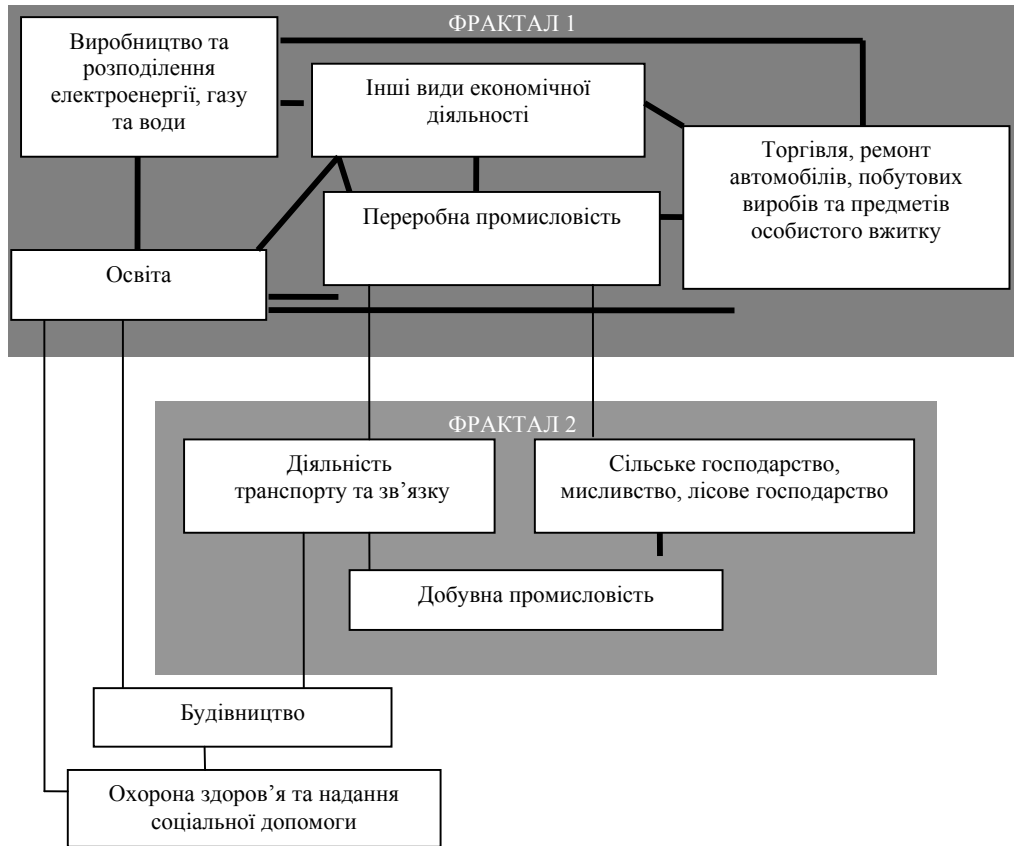 ФРАКТАЛ 1
Виробництво та
розподілення
електроенергії, газу
та води
Інші види економічної
діяльності
Торгівля, ремонт
автомобілів, побутових
виробів та предметів
особистого вжитку
Переробна промисловість
Освіта
ФРАКТАЛ 2
Діяльність
транспорту та зв’язку
Сільське господарство,
мисливство, лісове господарство
Добувна промисловість
Будівництво
Охорона здоров’я та надання
соціальної допомоги